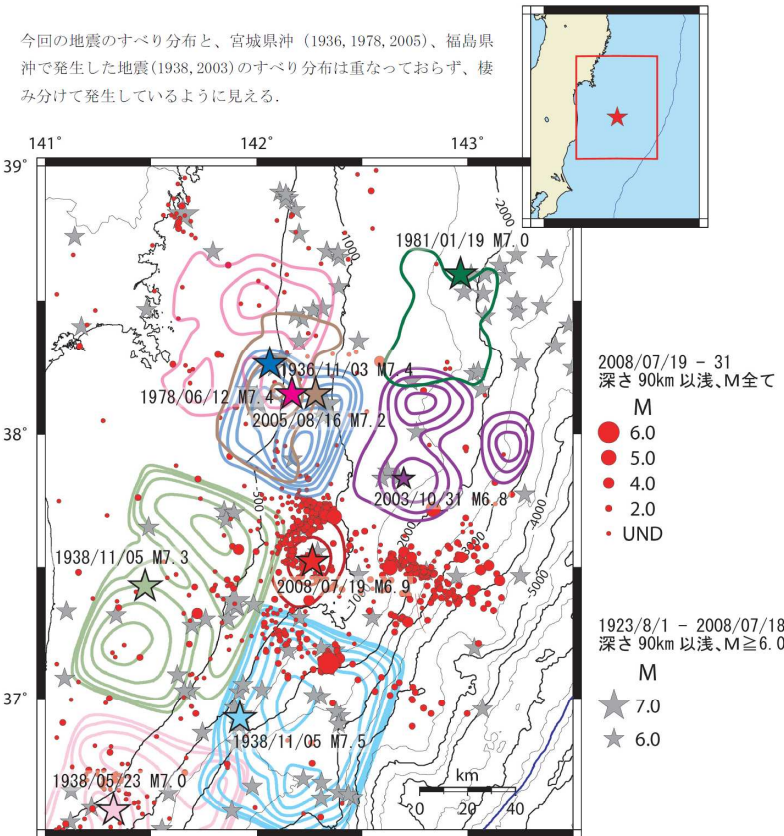 今回の地震のすべり分布と、宮城県沖 (1936, 1978, 2005)、福島県
沖で発生した地震(1938, 2003)のすべり分布は重なっておらず、棲
み分けて発生しているように見える.
141°
142°
143°
39°
38°
37°
1981/01/19 M7.0
1936/11/03 M7.4
1978/06/12 M7.4
2005/08/16 M7.2
2003/10/31 M6.8
1938/11/05 M7.3
2008/07/19 M6.9
1938/11/05 M7.5
1938/05/23 M7.0
-2000
-1000
-500
-1000
-2000
-3000
-4000
-5000
km
0 20 40
2008/07/19 - 31
深さ 90km 以浅、M全て
M
6.0
5.0
4.0
2.0
UND
1923/8/1 - 2008/07/18
深さ 90km 以浅、M≧6.0
M
7.0
6.0